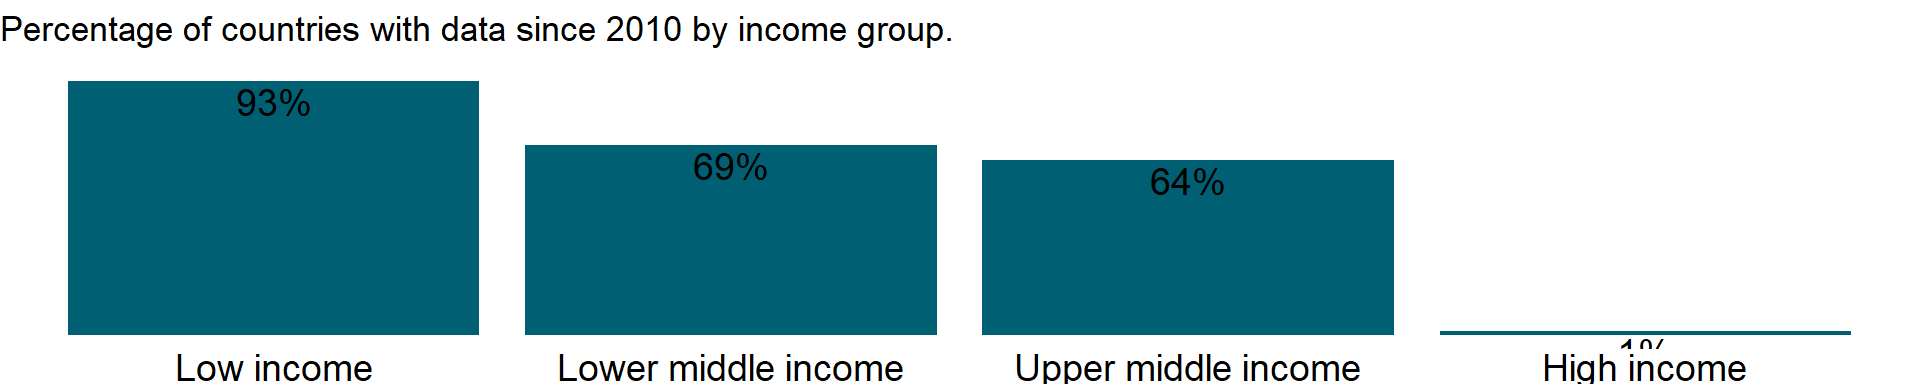 Percentage of countries with data since 2010 by income group.
93%
69%
64%
1%
Low income
Lower middle income
Upper middle income
High income